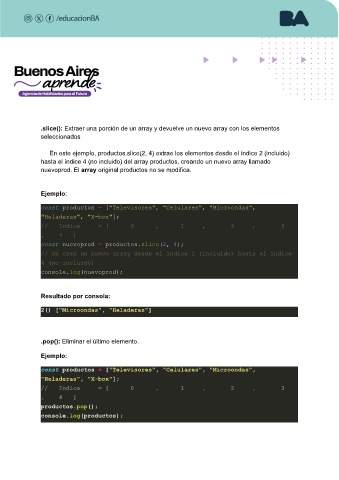 /educacionBA
BA
Buenos Aires
aprende
Agencia de Habilidades para el Futuro
.slice(): Extraer una porción de un array y devuelve un nuevo array con los elementos
seleccionados
En este ejemplo, productos.slice(2, 4) extrae los elementos desde el índice 2 (incluido)
hasta el índice 4 (no incluido) del array productos, creando un nuevo array llamado
nuevoprod. El array original productos no se modifica.
Ejemplo:
const productos = ["Televisores", "Celulares", "Microondas",
"Heladeras", "X-box"];
// Indice = [ 0 , 1 , 2 , 3
, 4 ]
const nuevoprod = productos.slice(2, 4);
// Se crea un nuevo array desde el índice 2 (incluido) hasta el índice
4 (no incluido)
console.log(nuevoprod);
Resultado por consola:
2() ["Microondas", "Heladeras"]
.pop(): Eliminar el último elemento.
Ejemplo:
const productos = ["Televisores", "Celulares", "Microondas",
"Heladeras", "X-box"];
// Indice = [ 0 , 1 , 2 , 3
, 4 ]
productos.pop();
console.log(productos);